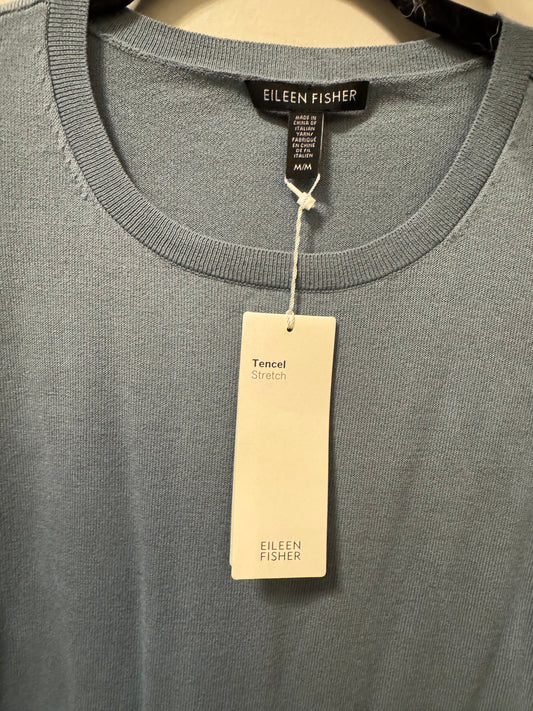 EILEEN FISHER
MADE IN
CHINA OF
ITALIAN
YARN/
FABRIQUÉ
EN CHINE
DE FIL
ITALIEN
M/M
Tencel
Stretch
EILEEN
FISHER